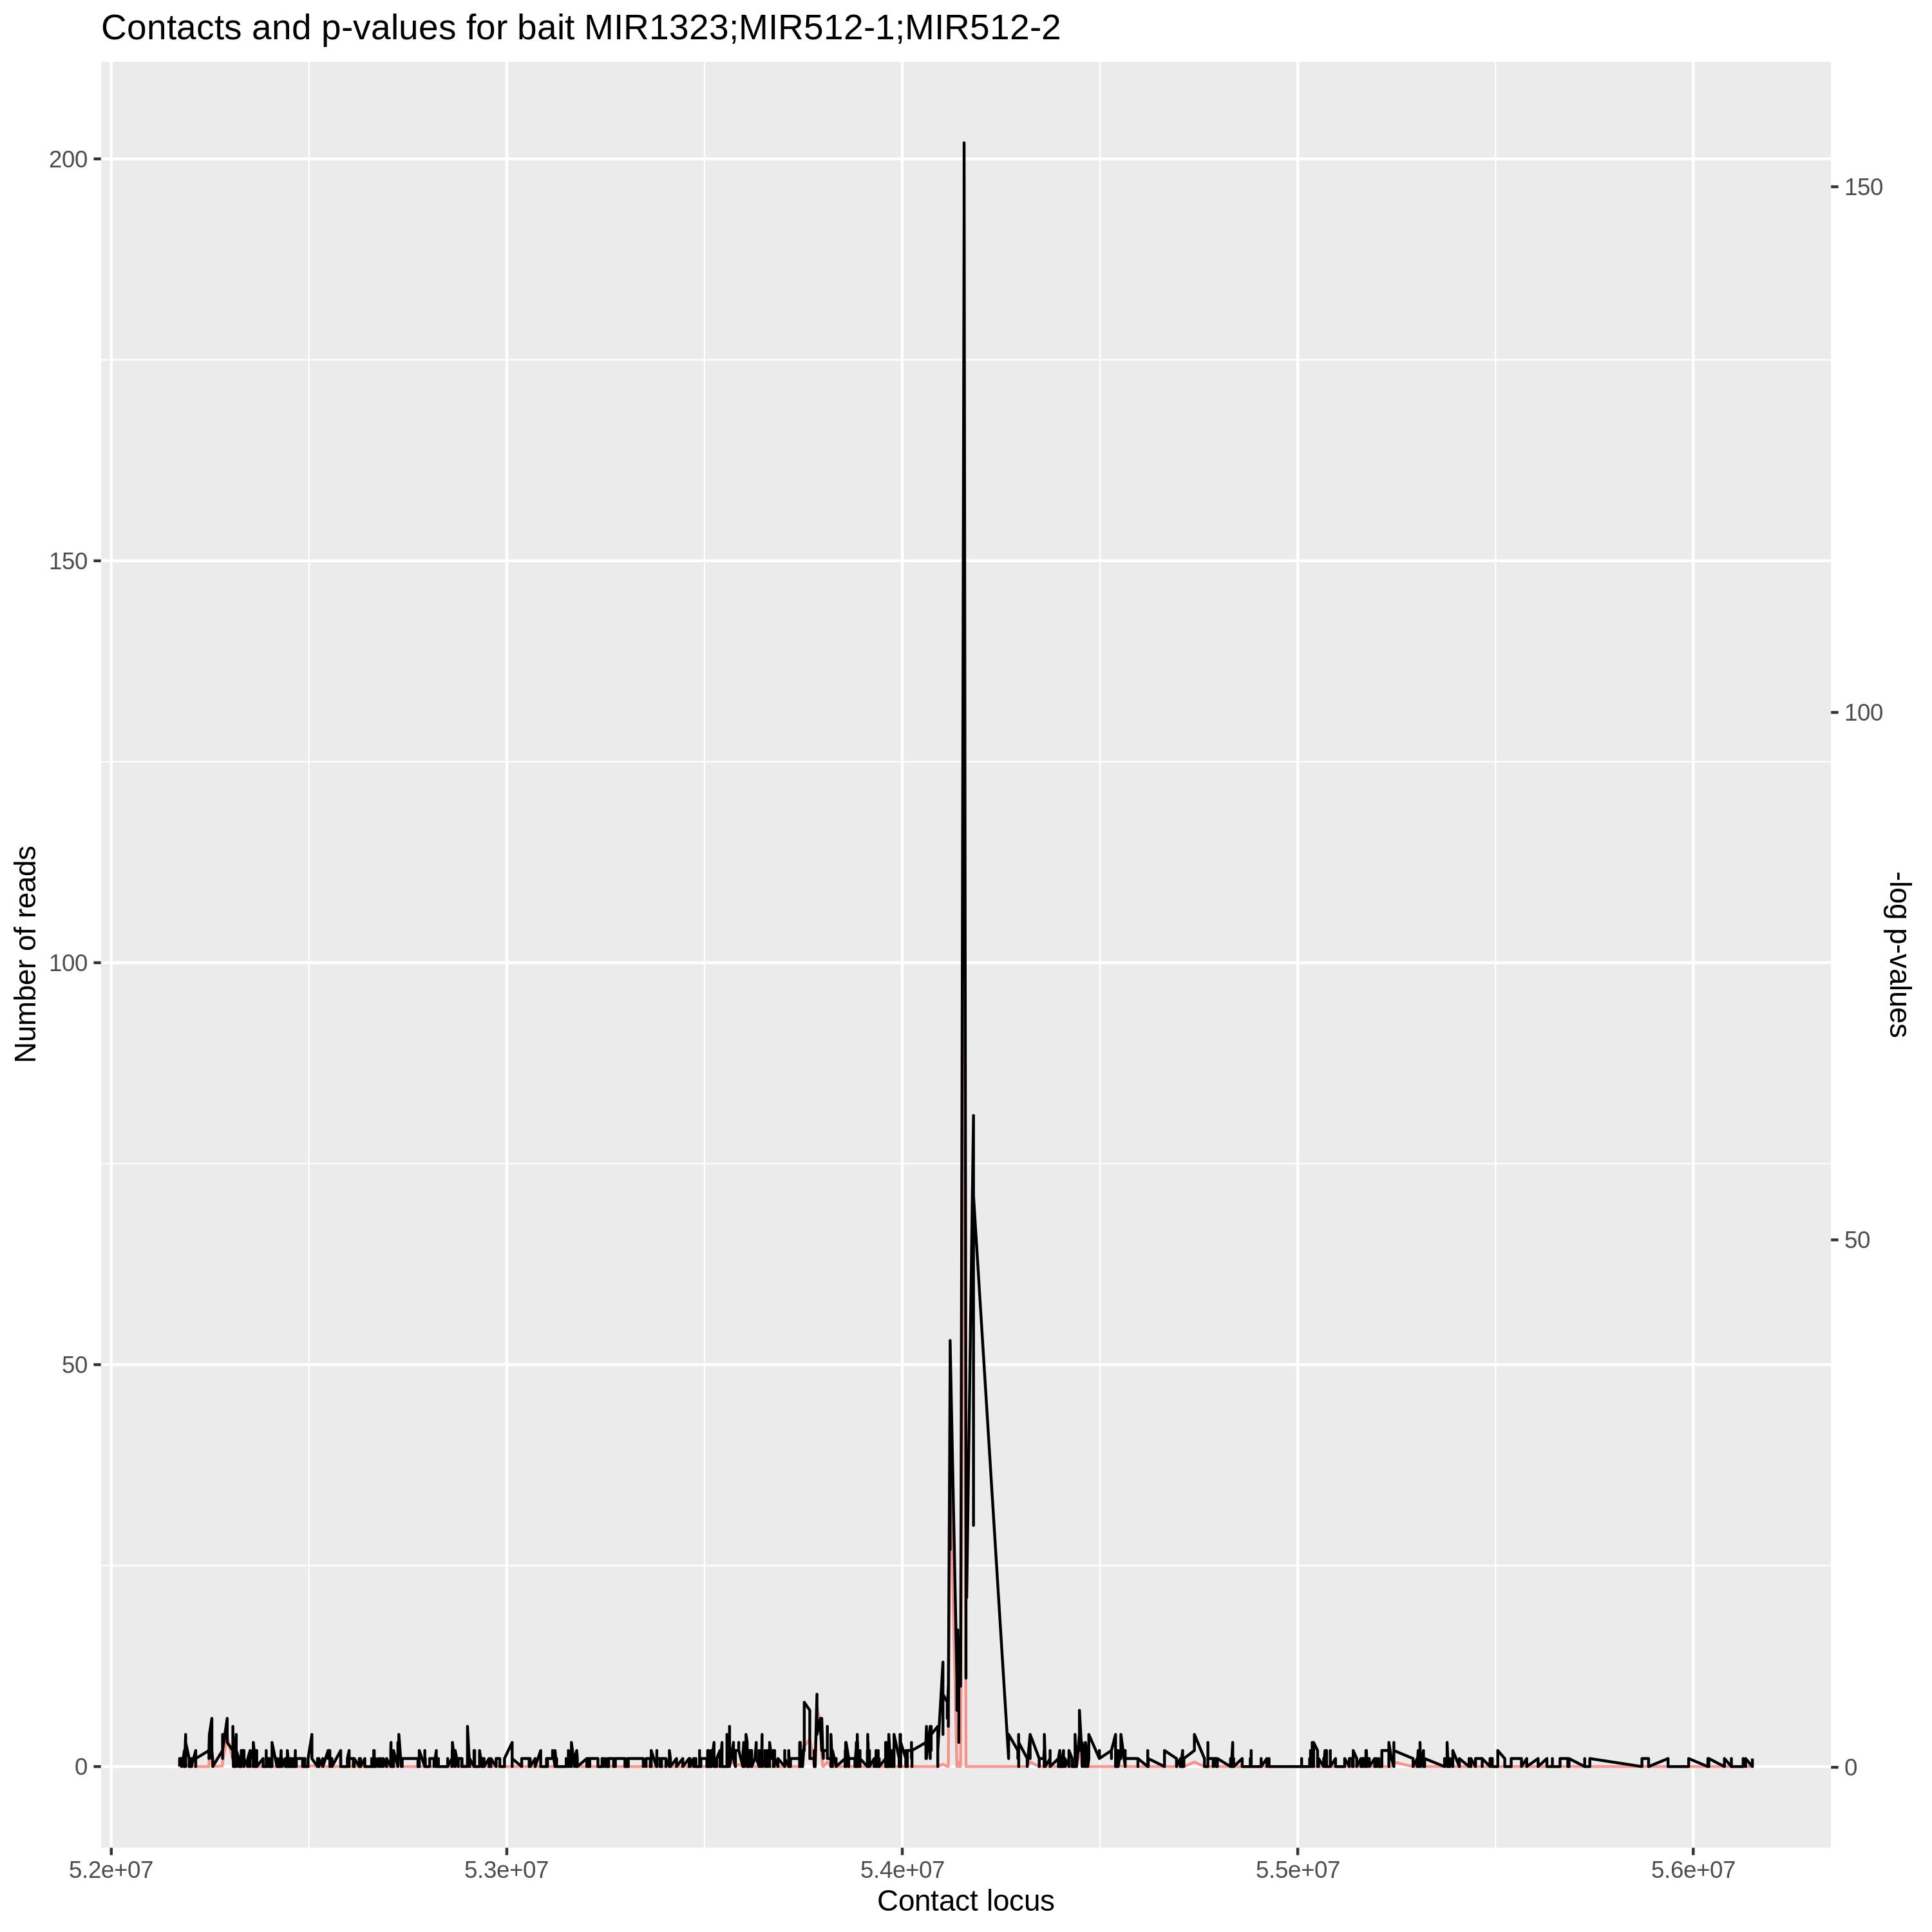 Contacts and p-values for bait MIR1323;MIR512-1;MIR512-2
200
150
100
50
0
Number of reads
150
100
50
0
-log p-values
5.2e+07 5.3e+07 5.4e+07 5.5e+07 5.6e+07
Contact locus